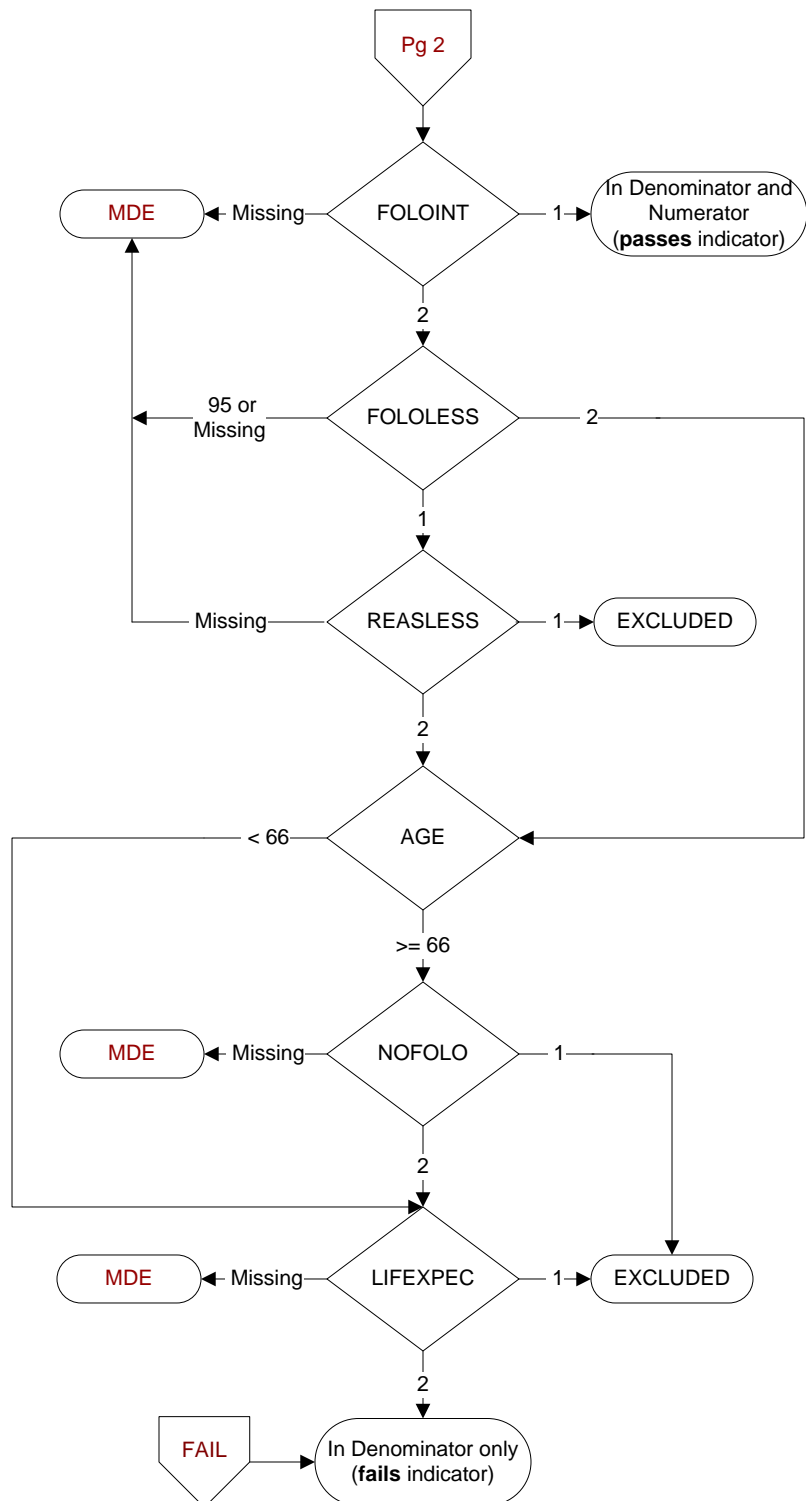 Pg 2
MDE
Missing
FOLOINT
1
In Denominator and
Numerator
(passes indicator)
2
95 or
Missing
FOLOLESS
2
1
Missing
REASLESS
1
EXCLUDED
2
< 66
AGE
>= 66
MDE
Missing
NOFOLO
1
2
MDE
Missing
LIFEXPEC
1
EXCLUDED
2
FAIL
In Denominator only
(fails indicator)